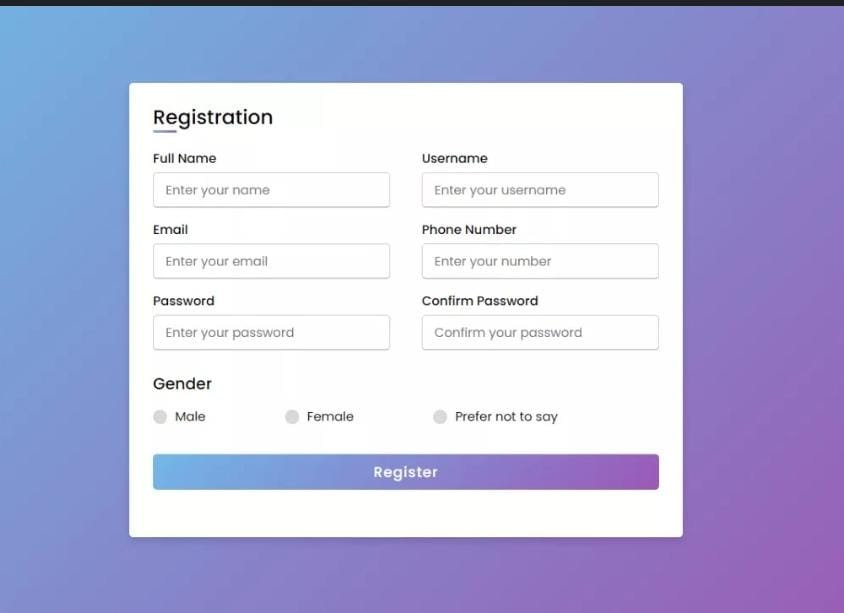 Registration
Full Name
Username
Enter your name
Enter your username
Email
Phone Number
Enter your email
Enter your number
Password
Confirm Password
Enter your password
Confirm your password
Gender
Male
Female
Prefer not to say
Register